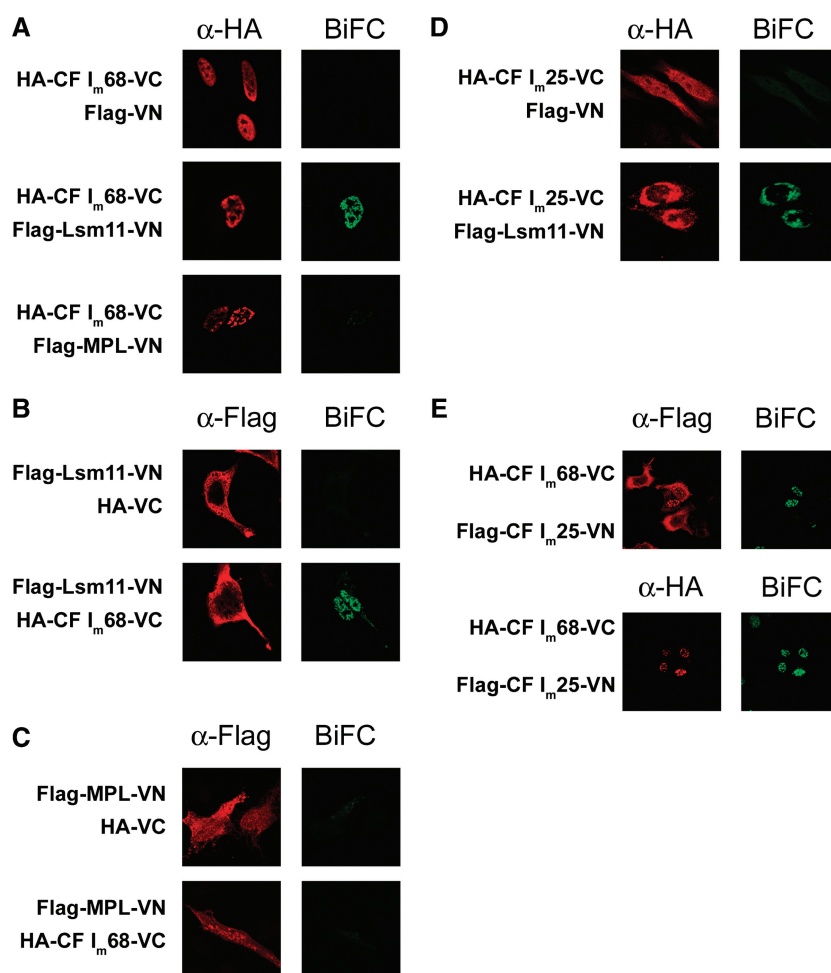 A
α-HA BiFC
HA-CF Im68-VC
Flag-VN
HA-CF Im68-VC
Flag-Lsm11-VN
HA-CF Im68-VC
Flag-MPL-VN
B
α-Flag BiFC
Flag-Lsm11-VN
HA-VC
Flag-Lsm11-VN
HA-CF Im68-VC
C
α-Flag BiFC
Flag-MPL-VN
HA-VC
Flag-MPL-VN
HA-CF Im68-VC
D
α-HA BiFC
HA-CF Im25-VC
Flag-VN
HA-CF Im25-VC
Flag-Lsm11-VN
E
α-Flag BiFC
HA-CF Im68-VC
Flag-CF Im25-VN
α-HA BiFC
HA-CF Im68-VC
Flag-CF Im25-VN